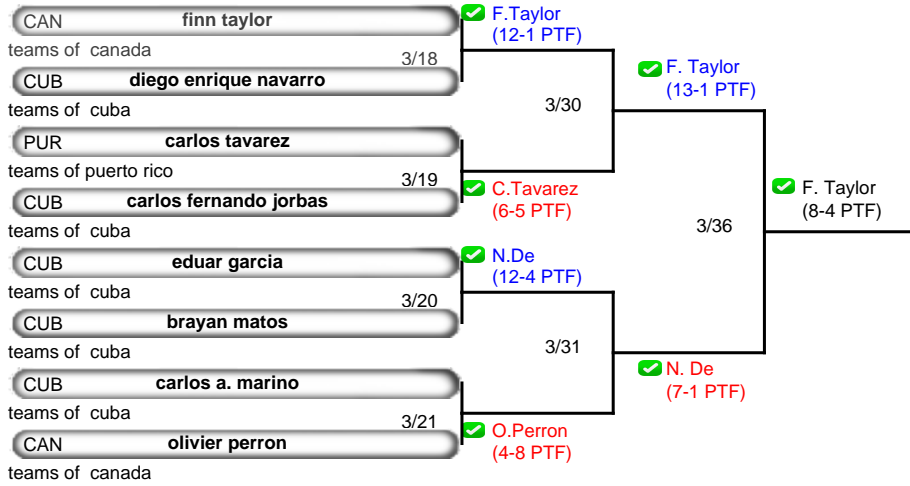 CAN finn taylor
teams of canada
3/18
CUB diego enrique navarro
teams of cuba
F.Taylor
(12-1 PTF)
PUR carlos tavarez
teams of puerto rico
3/19
CUB carlos fernando jorbas
teams of cuba
C.Tavarez
(6-5 PTF)
3/30
F. Taylor
(13-1 PTF)
CUB eduar garcia
teams of cuba
3/20
CUB brayan matos
teams of cuba
N.De
(12-4 PTF)
CUB carlos a. marino
teams of cuba
3/21
CAN olivier perron
teams of canada
O.Perron
(4-8 PTF)
3/31
N. De
(7-1 PTF)
3/36
F. Taylor
(8-4 PTF)